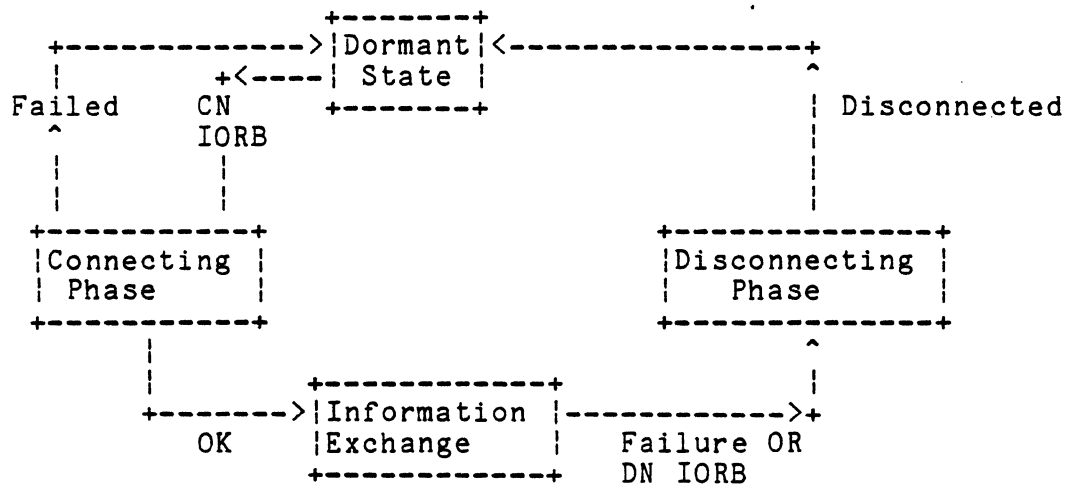 Dormant
State
Failed
CN
IORB
Disconnected
Connecting
Phase
Disconnecting
Phase
OK
Information
Exchange
Failure OR
DN IORB